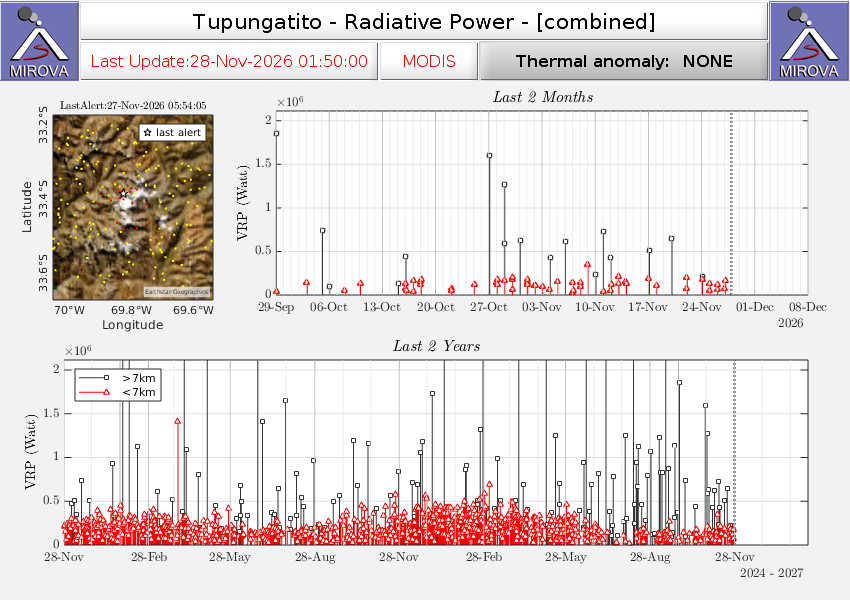 Tupungatito - Radiative Power - [combined]
MIROVA
Last Update:28-Nov-2026 01:50:00
MODIS
Thermal anomaly: NONE
MIROVA
LastAlert:27-Nov-2026 05:54:05
last alert
33.2°S
33.4°S
33.6°S
Latitude
Earthstar Geographics
70°W 69.8°W 69.6°W
Longitude
Last 2 Months
×10⁶
2
1.5
1
0.5
0
VRP (Watt)
29-Sep 06-Oct 13-Oct 20-Oct 27-Oct 03-Nov 10-Nov 17-Nov 24-Nov 01-Dec 08-Dec
2026
Last 2 Years
×10⁶
>7km
<7km
2
1.5
1
0.5
0
VRP (Watt)
28-Nov 28-Feb 28-May 28-Aug 28-Nov 28-Feb 28-May 28-Aug 28-Nov
2024 - 2027